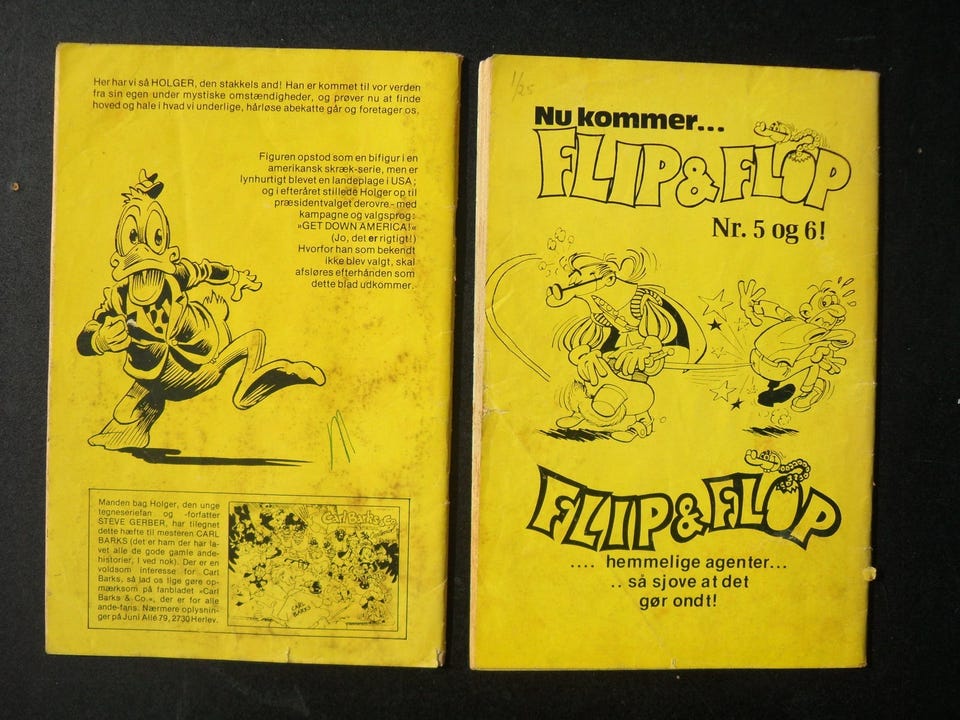 Her har vi så HOLGER, den stakkels and! Han er kommet til vor verden
fra sin egen under mystiske omstændigheder, og prøver nu at finde
hoved og hale i hvad vi underlige, hårløse abekatte går og foretager os.
Figuren opstod som en bifigur i en
amerikansk skræk-serie, men er
lynhurtigt blevet en landeplage i USA;
og i efteråret stillede Holger op til
præsidentvalget derovre - med
kampagne og valgsprog:
»GET DOWN AMERICA!«
(Jo, det er rigtigt!)
Hvorfor han som bekendt
ikke blev valgt, skal
afsløres efterhånden som
dette blad udkommer.
Manden bag Holger, den unge
tegneseriefan og -forfatter
STEVE GERBER, har tilegnet
dette hæfte til mesteren CARL
BARKS (det er ham der har la-
vet alle de gode gamle ande-
historier, I ved nok). Der er en
voldsom interesse for Carl
Barks, så lad os lige gøre op-
mærksom på fanbladet »Carl
Barks & Co.«, der er for alle
ande-fans. Nærmere oplysnin-
ger på Juni Allé 79, 2730 Herlev.
Carl Barks & Co
CARL
BARKS
1/25
Nu kommer...
FLIP & FLOP
Nr. 5 og 6!
FLIP & FLOP
.... hemmelige agenter...
.. så sjove at det
gør ondt!